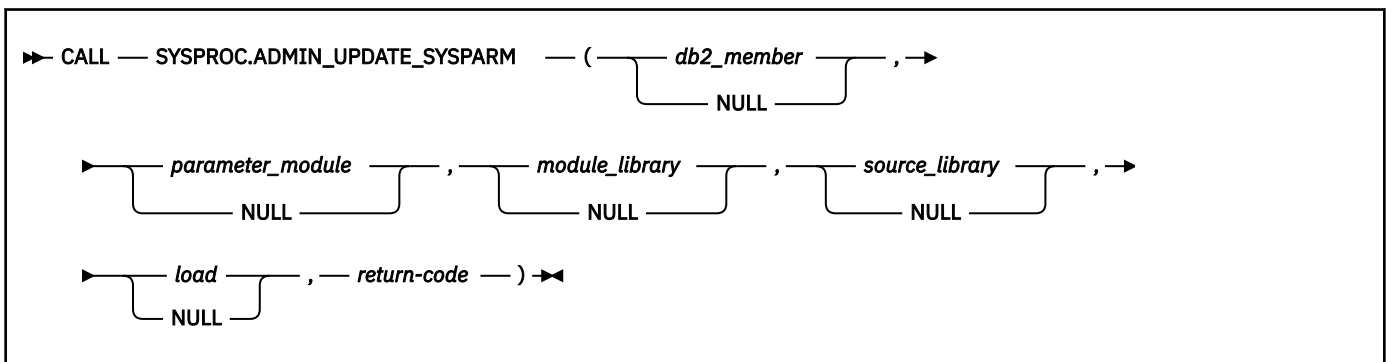 CALL SYSPROC.ADMIN_UPDATE_SYSPARM ( db2_member ,
NULL
parameter_module , module_library , source_library ,
NULL NULL NULL
load , return-code )
NULL